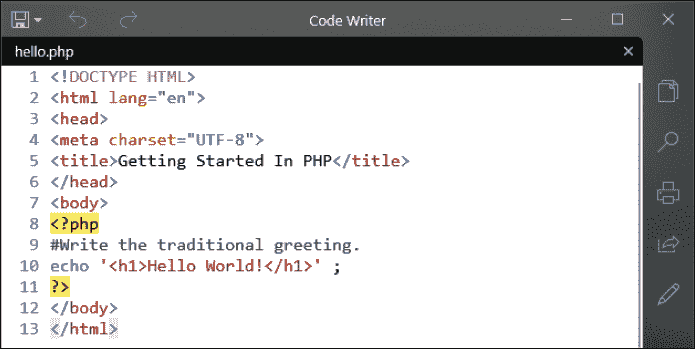 Code Writer
hello.php
1 <!DOCTYPE HTML>
2 <html lang="en">
3 <head>
4 <meta charset="UTF-8">
5 <title>Getting Started In PHP</title>
6 </head>
7 <body>
8 <?php
9 #Write the traditional greeting.
10 echo '<h1>Hello World!</h1>' ;
11 ?>
12 </body>
13 </html>